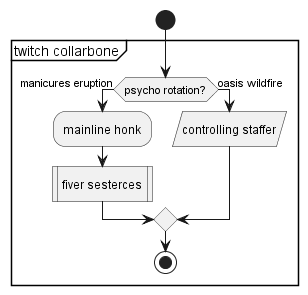 twitch collarbone
manicures eruption
psycho rotation?
oasis wildfire
mainline honk
controlling staffer
fiver sesterces